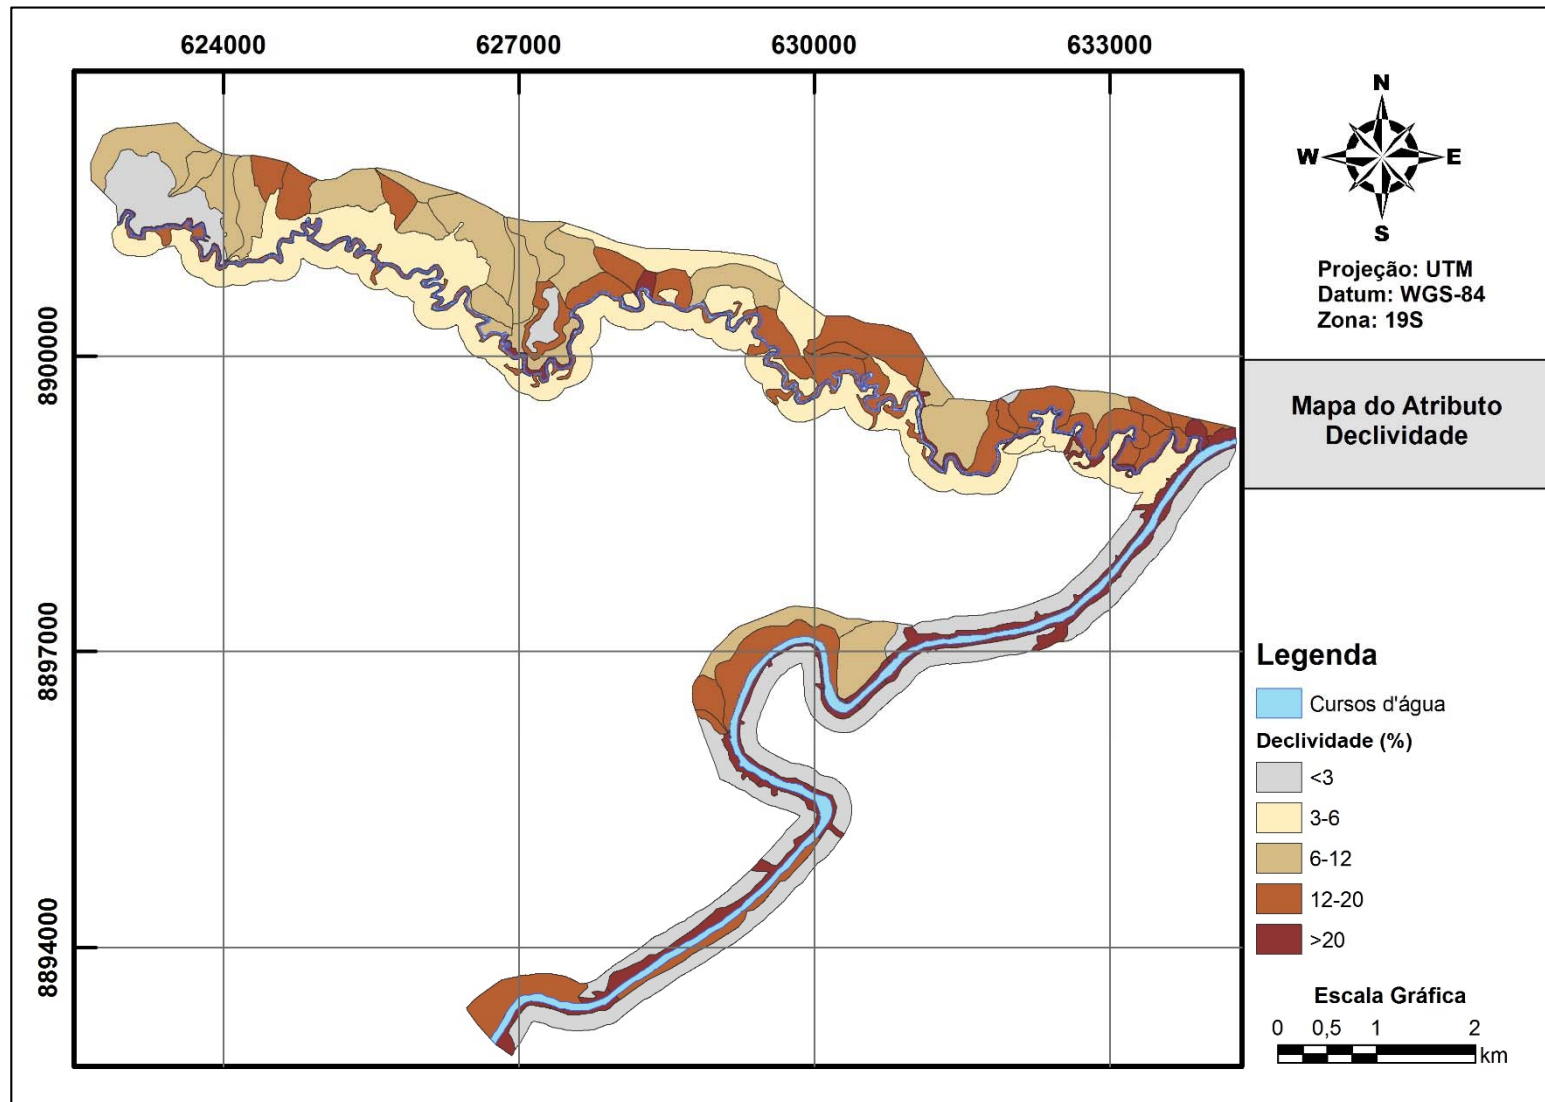 624000
627000
630000
633000
8900000
8897000
8894000
N
W
E
S
Projeção: UTM
Datum: WGS-84
Zona: 19S
Mapa do Atributo
Declividade
Legenda
Cursos d'água
Declividade (%)
<3
3-6
6-12
12-20
>20
Escala Gráfica
0 0,5 1 2
km